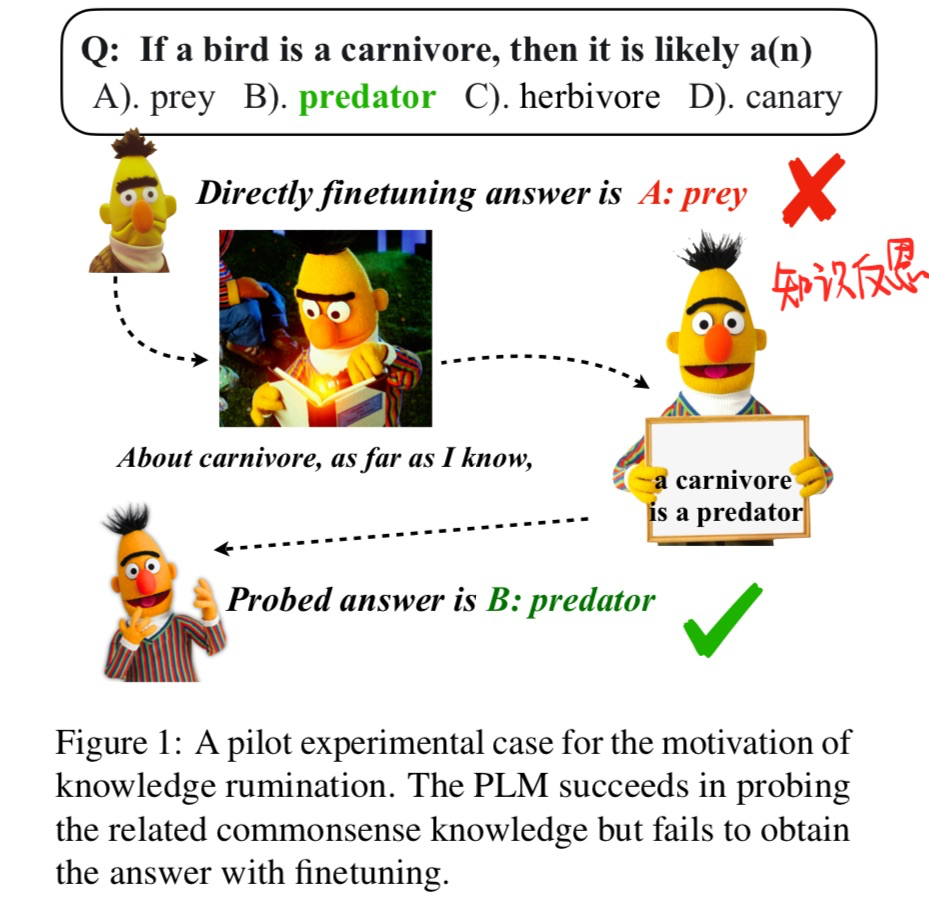 Q: If a bird is a carnivore, then it is likely a(n)
A). prey B). predator C). herbivore D). canary
Directly finetuning answer is A: prey
知识反思
About carnivore, as far as I know,
a carnivore
is a predator
Probed answer is B: predator
Figure 1: A pilot experimental case for the motivation of
knowledge rumination. The PLM succeeds in probing
the related commonsense knowledge but fails to obtain
the answer with finetuning.